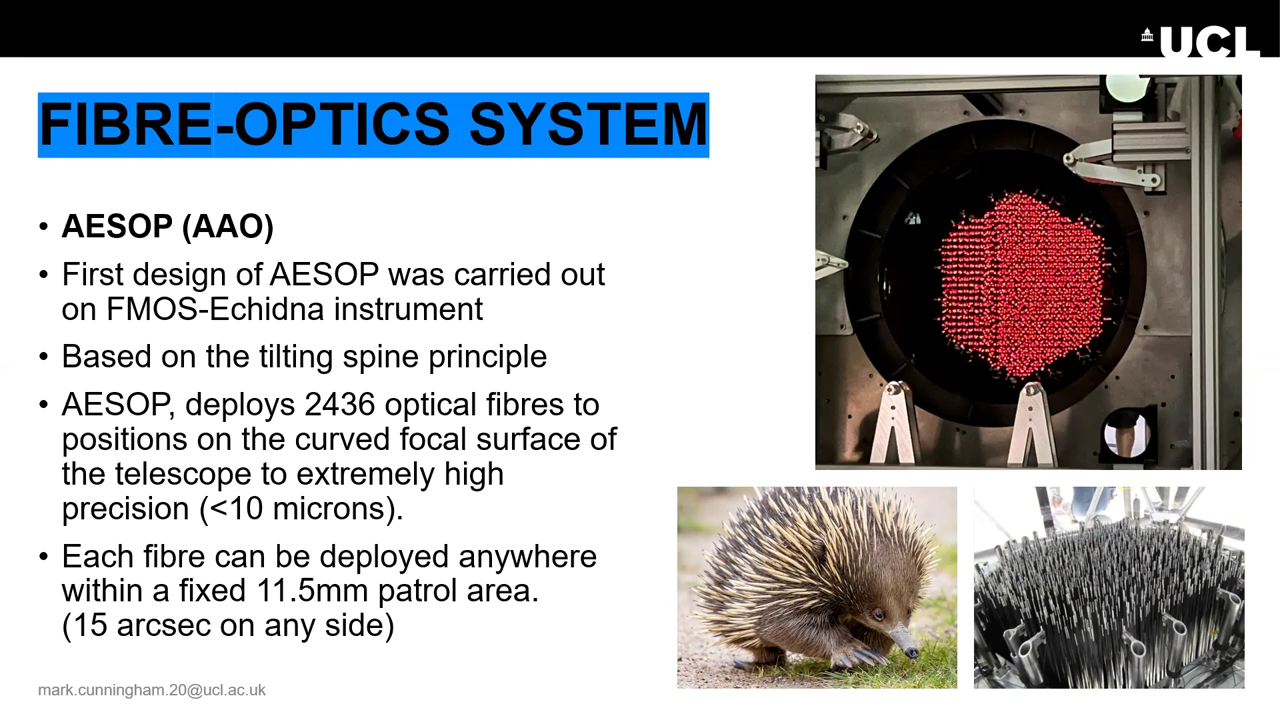 UCL
FIBRE-OPTICS SYSTEM
• AESOP (AAO)
• First design of AESOP was carried out
on FMOS-Echidna instrument
• Based on the tilting spine principle
• AESOP, deploys 2436 optical fibres to
positions on the curved focal surface of
the telescope to extremely high
precision (<10 microns).
• Each fibre can be deployed anywhere
within a fixed 11.5mm patrol area.
(15 arcsec on any side)
mark.cunningham.20@ucl.ac.uk